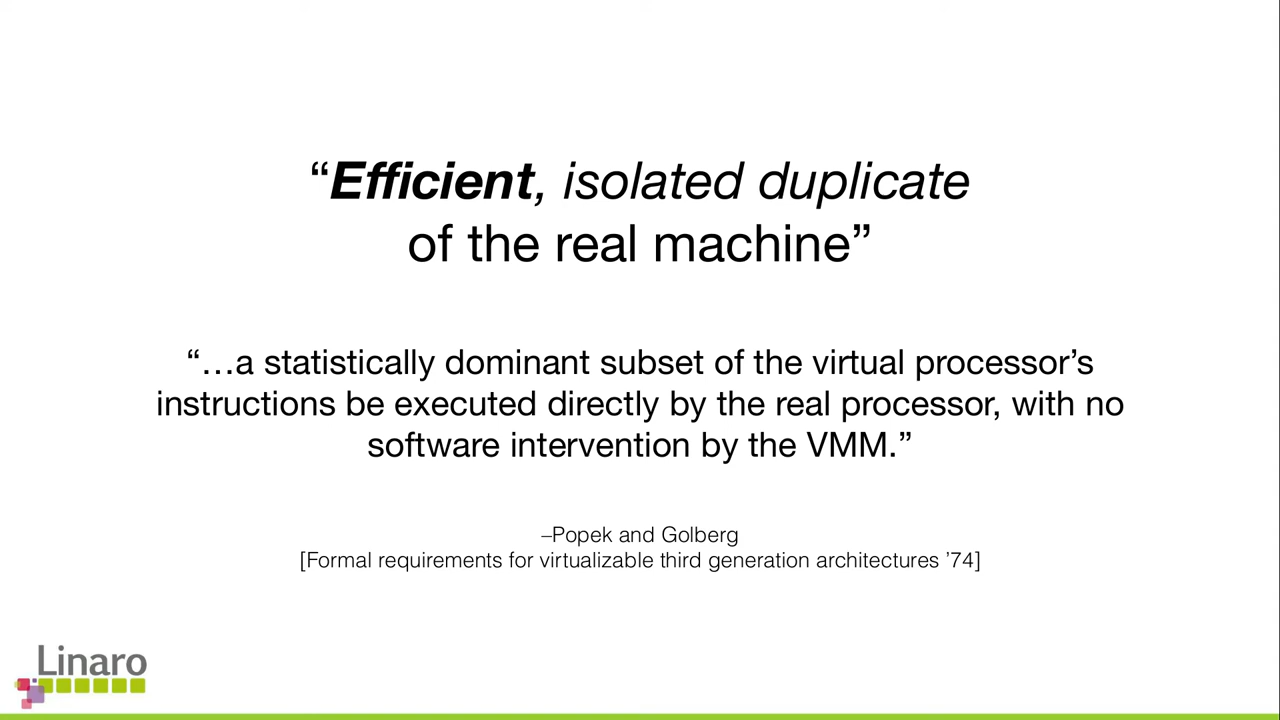 “Efficient, isolated duplicate
of the real machine”
“…a statistically dominant subset of the virtual processor’s
instructions be executed directly by the real processor, with no
software intervention by the VMM.”
–Popek and Golberg
[Formal requirements for virtualizable third generation architectures ’74]
Linaro